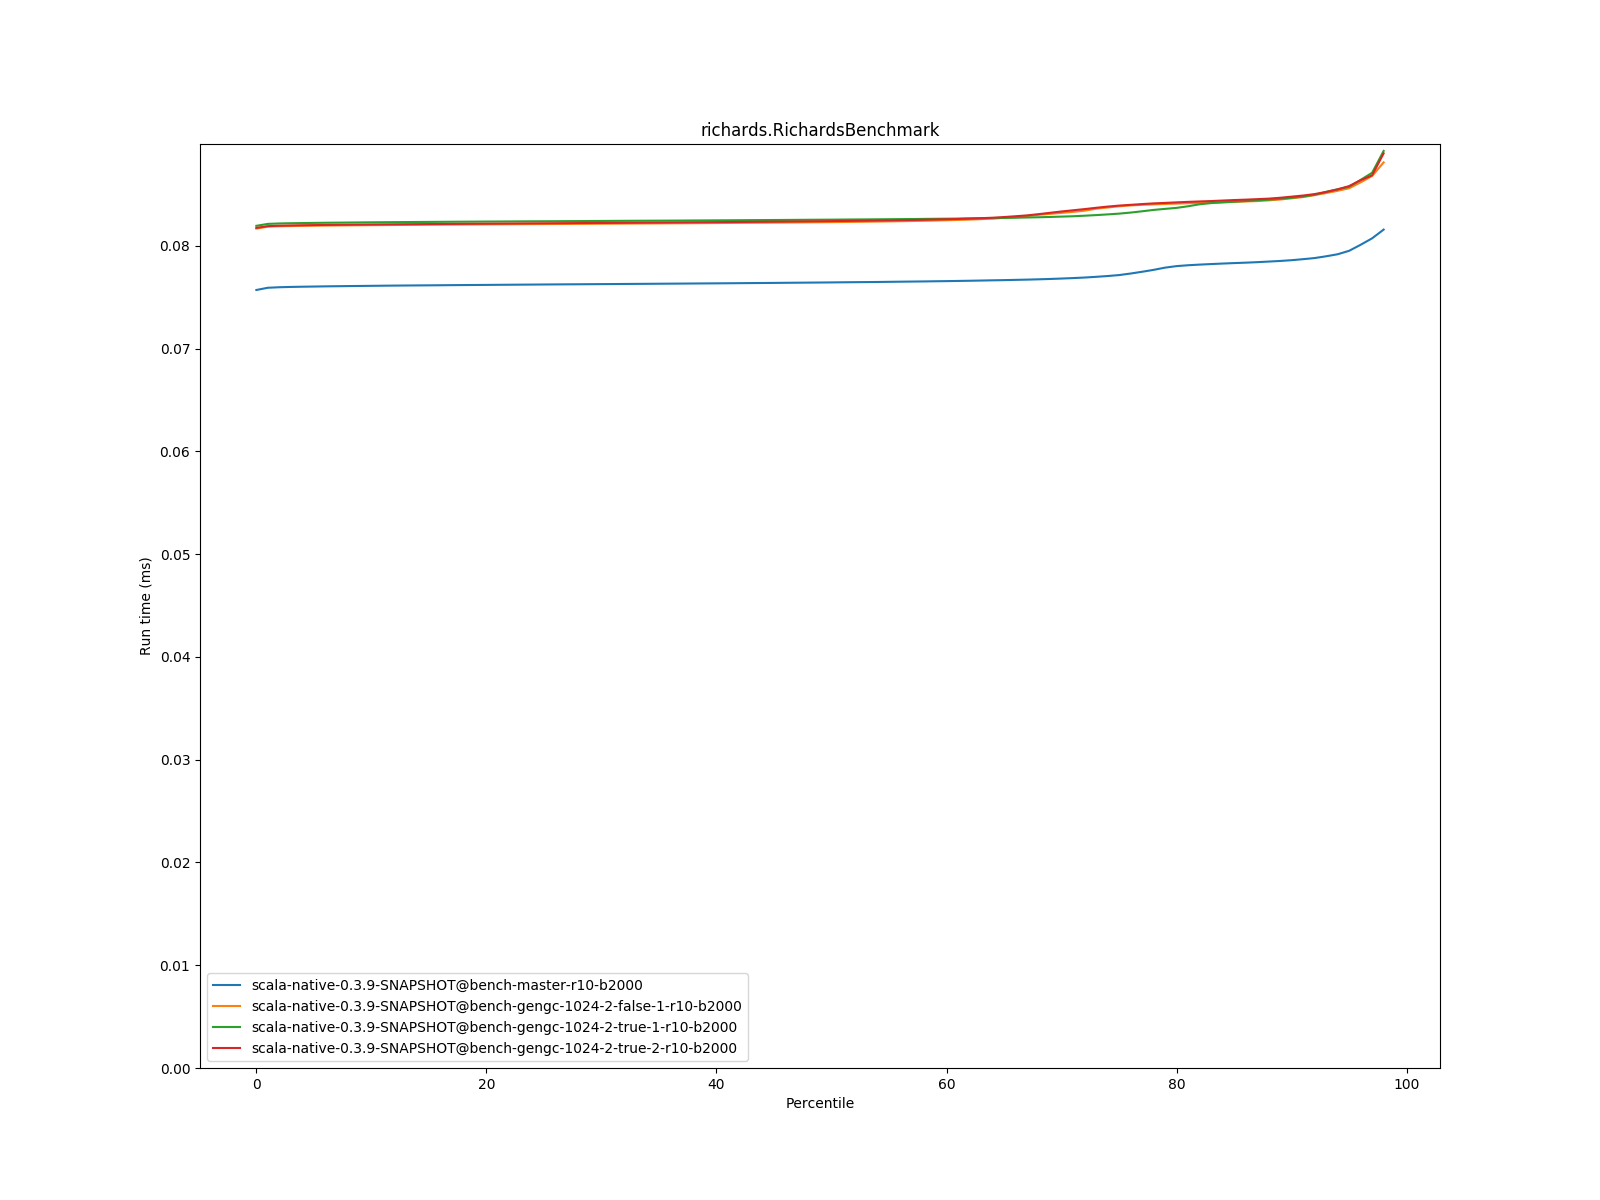 richards.RichardsBenchmark
Run time (ms)
0.08
0.07
0.06
0.05
0.04
0.03
0.02
0.01
0.00
scala-native-0.3.9-SNAPSHOT@bench-master-r10-b2000
scala-native-0.3.9-SNAPSHOT@bench-gengc-1024-2-false-1-r10-b2000
scala-native-0.3.9-SNAPSHOT@bench-gengc-1024-2-true-1-r10-b2000
scala-native-0.3.9-SNAPSHOT@bench-gengc-1024-2-true-2-r10-b2000
0 20 40 60 80 100
Percentile